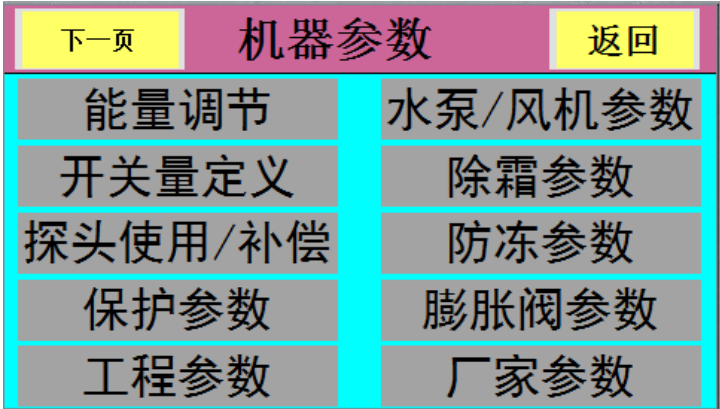 下一页 机器参数 返回
能量调节 水泵/风机参数
开关量定义 除霜参数
探头使用/补偿 防冻参数
保护参数 膨胀阀参数
工程参数 厂家参数